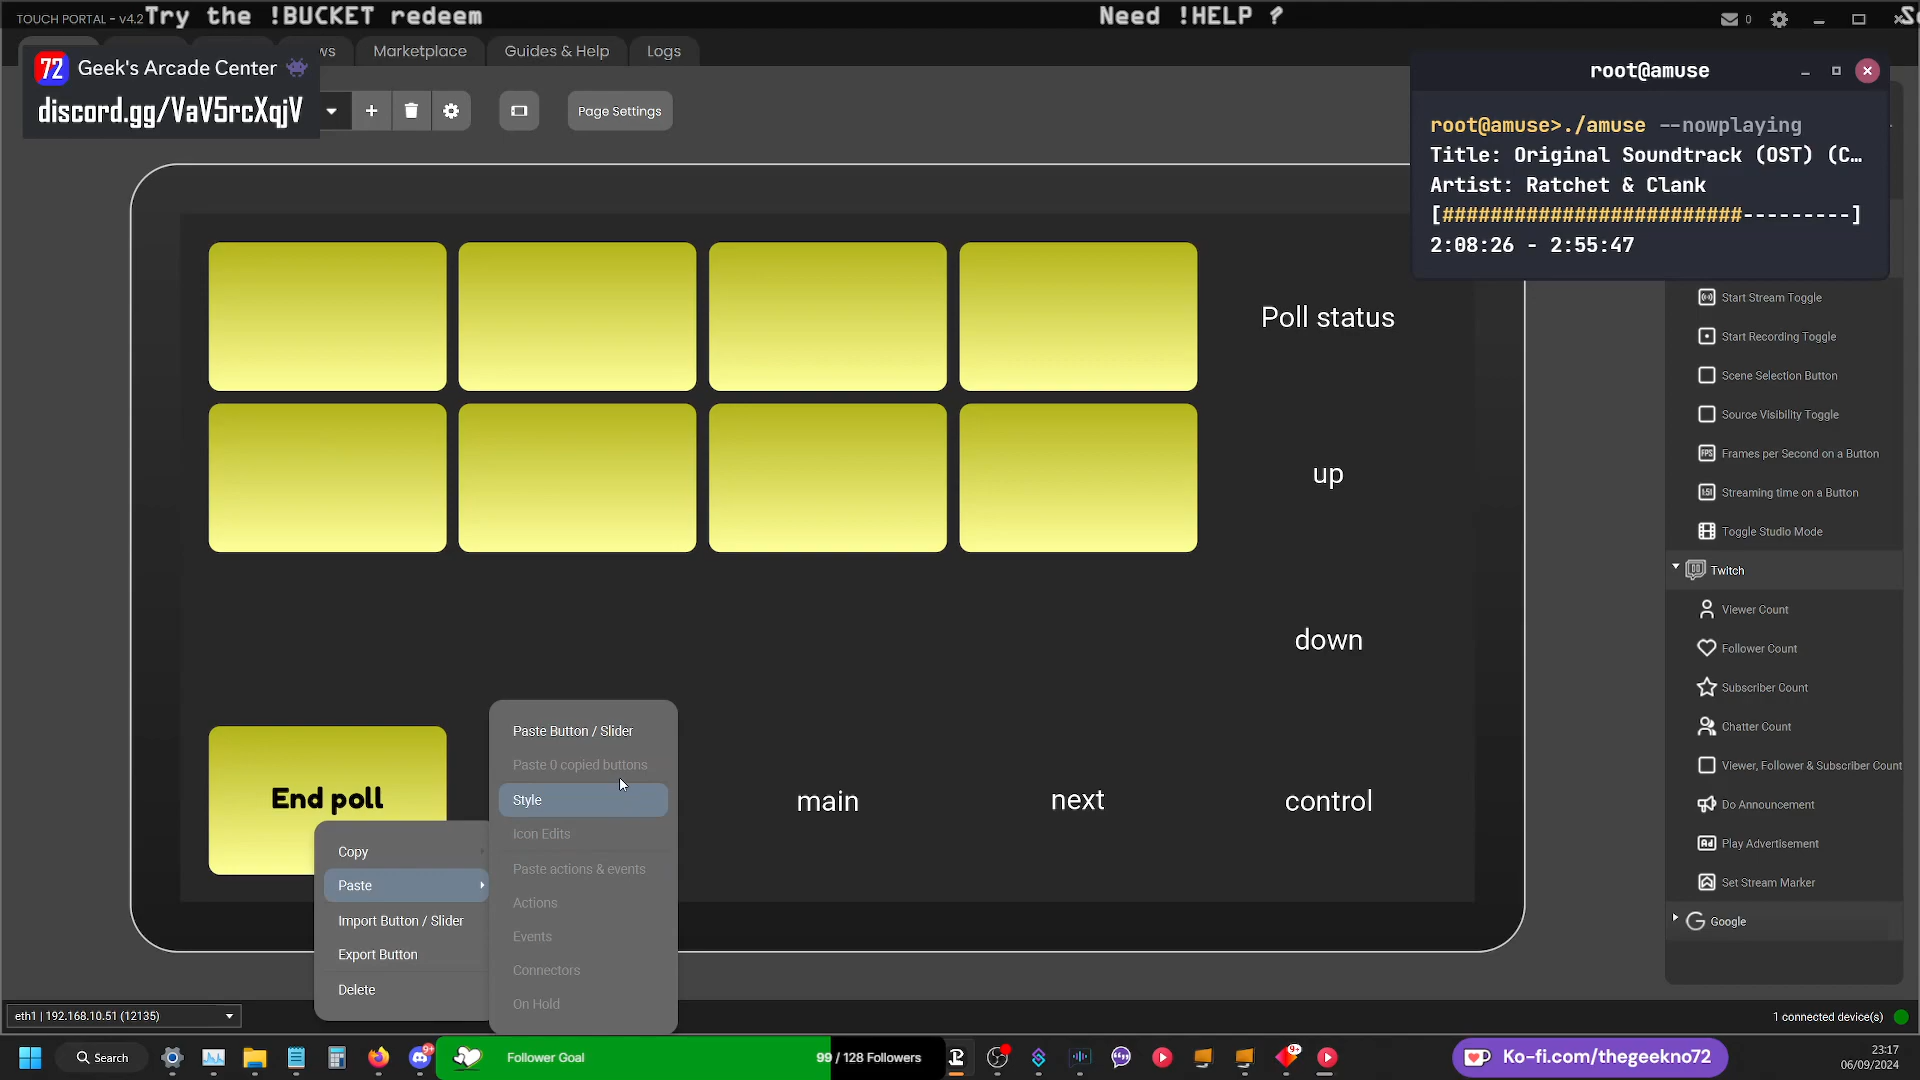 TOUCH PORTAL - v4.2
Try the !BUCKET redeem
Need !HELP ?
0
ws
Marketplace
Guides & Help
Logs
72
Geek's Arcade Center
discord.gg/VaV5rcXqjV
Page Settings
root@amuse
root@amuse>./amuse --nowplaying
Title: Original Soundtrack (OST) (C…
Artist: Ratchet & Clank
[#########################---------]
2:08:26 - 2:55:47
Poll status
up
down
End poll
main
next
control
Copy
Paste
Import Button / Slider
Export Button
Delete
Paste Button / Slider
Paste 0 copied buttons
Style
Icon Edits
Paste actions & events
Actions
Events
Connectors
On Hold
Start Stream Toggle
Start Recording Toggle
Scene Selection Button
Source Visibility Toggle
FPS
Frames per Second on a Button
1:51
Streaming time on a Button
Toggle Studio Mode
Twitch
Viewer Count
Follower Count
Subscriber Count
Chatter Count
Viewer, Follower & Subscriber Count
Do Announcement
Ad
Play Advertisement
Set Stream Marker
Google
eth1 | 192.168.10.51 (12135)
1 connected device(s)
Search
9+
Follower Goal
99 / 128 Followers
9+
Ko-fi.com/thegeekno72
23:17
06/09/2024